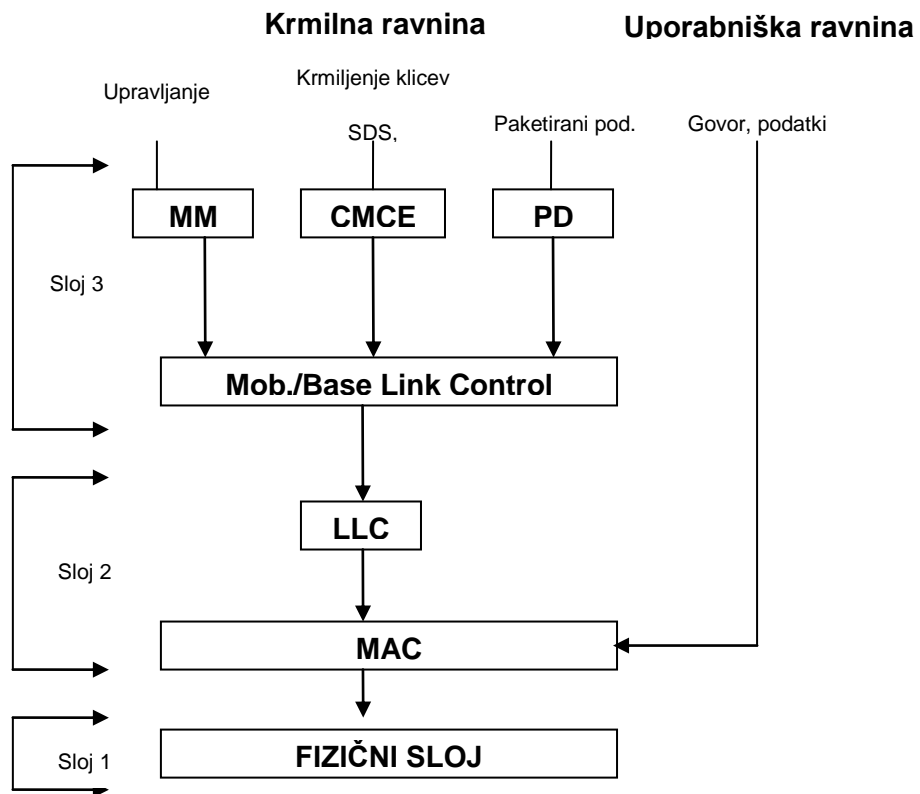 Krmilna ravnina
Uporabniška ravnina
Upravljanje
Krmiljenje klicev
SDS,
Paketirani pod.
Govor, podatki
MM
CMCE
PD
Sloj 3
Mob./Base Link Control
LLC
Sloj 2
MAC
FIZIČNI SLOJ
Sloj 1